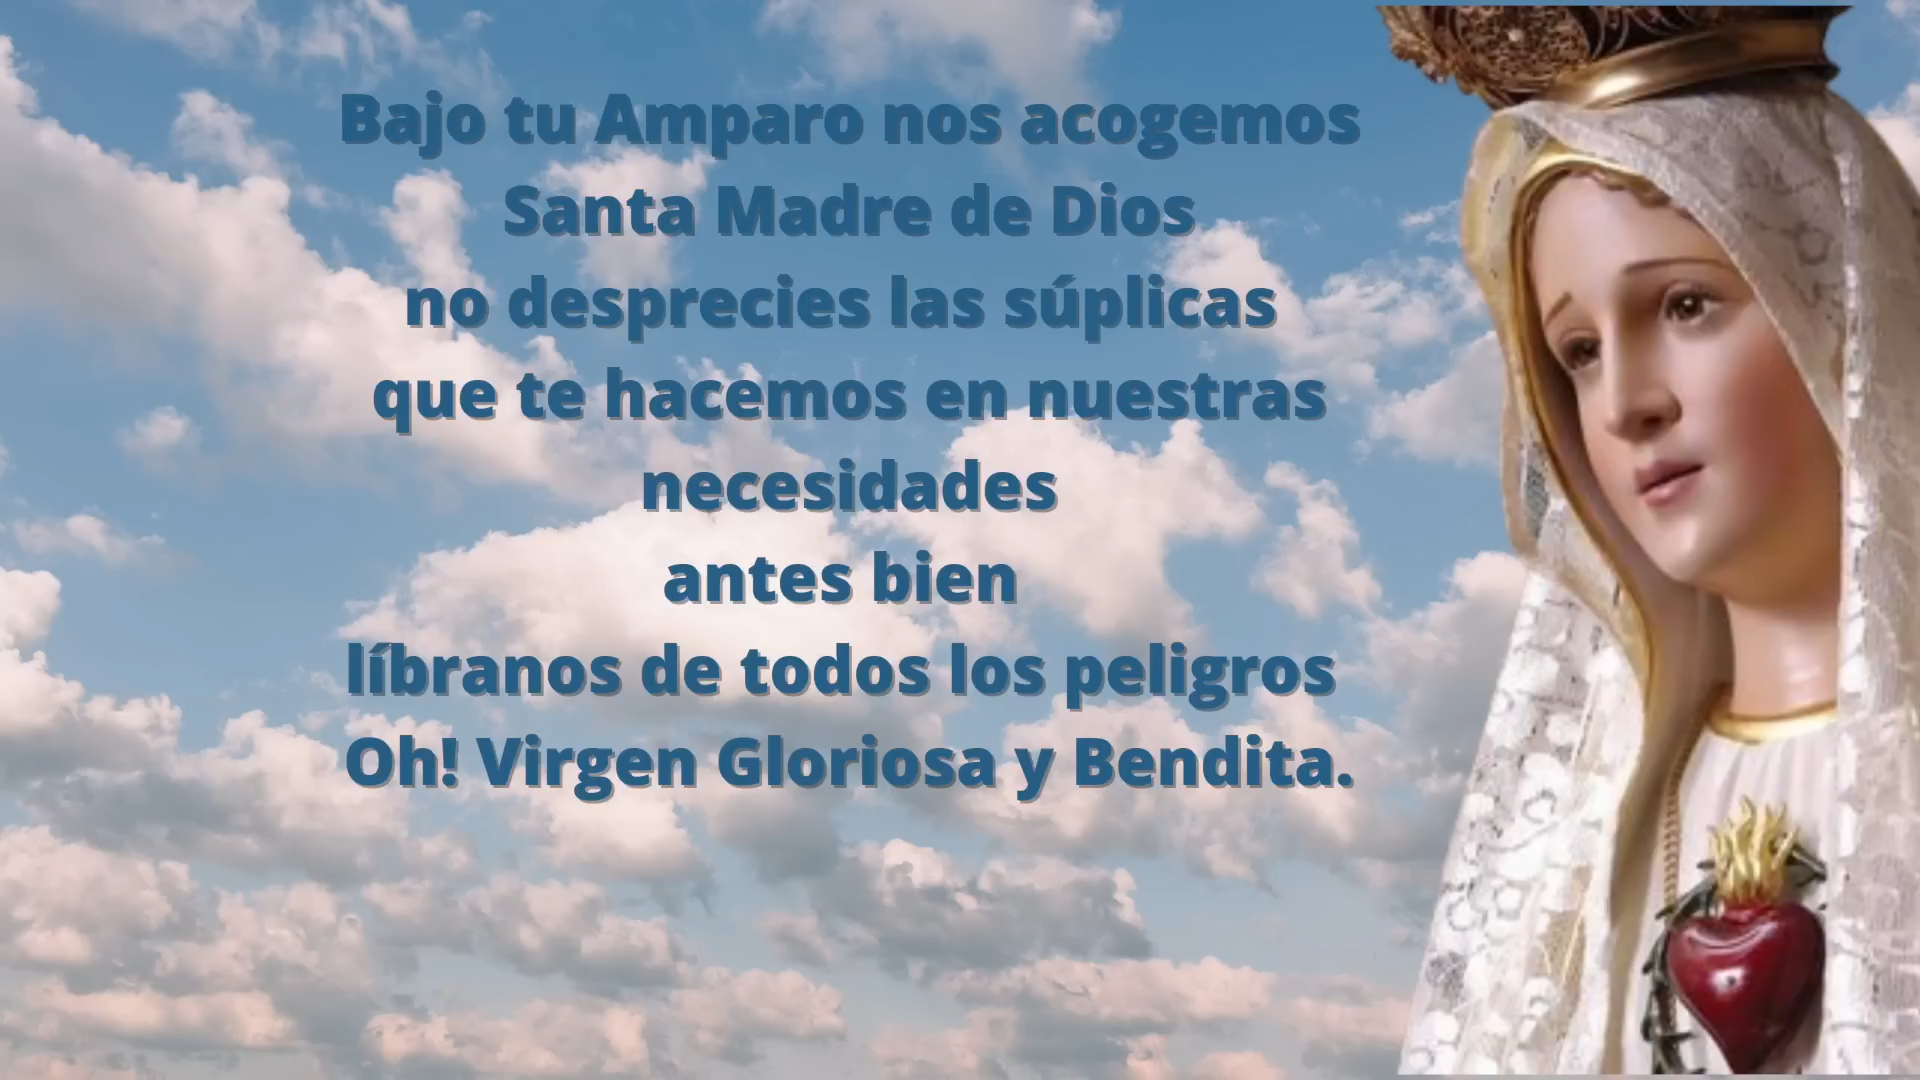 Bajo tu Amparo nos acogemos
Santa Madre de Dios
no desprecies las súplicas
que te hacemos en nuestras
necesidades
antes bien
líbranos de todos los peligros
Oh! Virgen Gloriosa y Bendita.